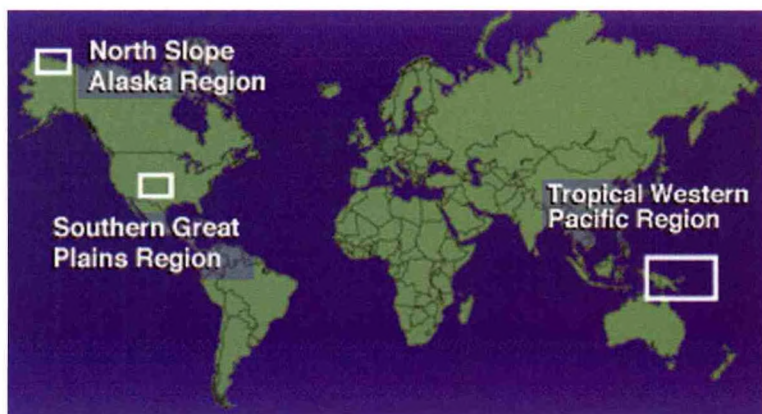 North Slope
Alaska Region
Tropical Western
Pacific Region
Southern Great
Plains Region